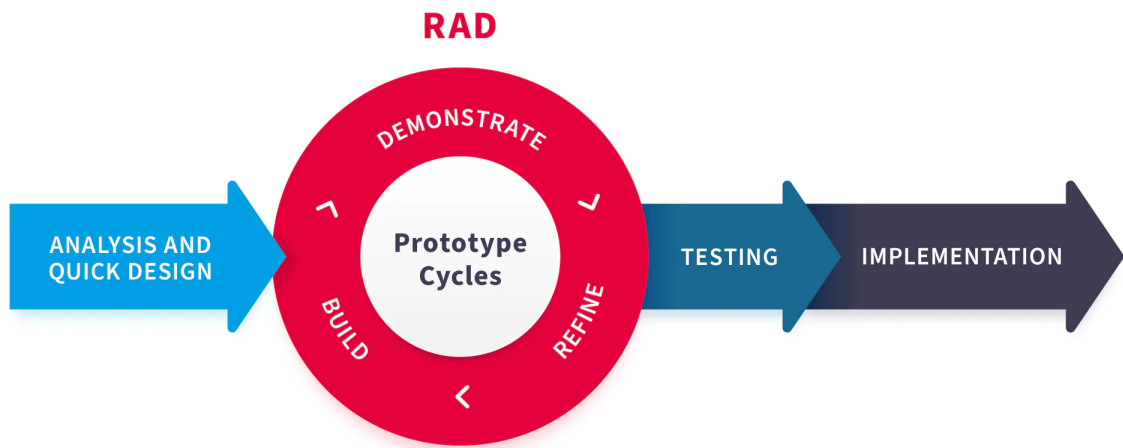 RAD
DEMONSTRATE
ANALYSIS AND
QUICK DESIGN
Prototype
Cycles
BUILD
REFINE
TESTING
IMPLEMENTATION